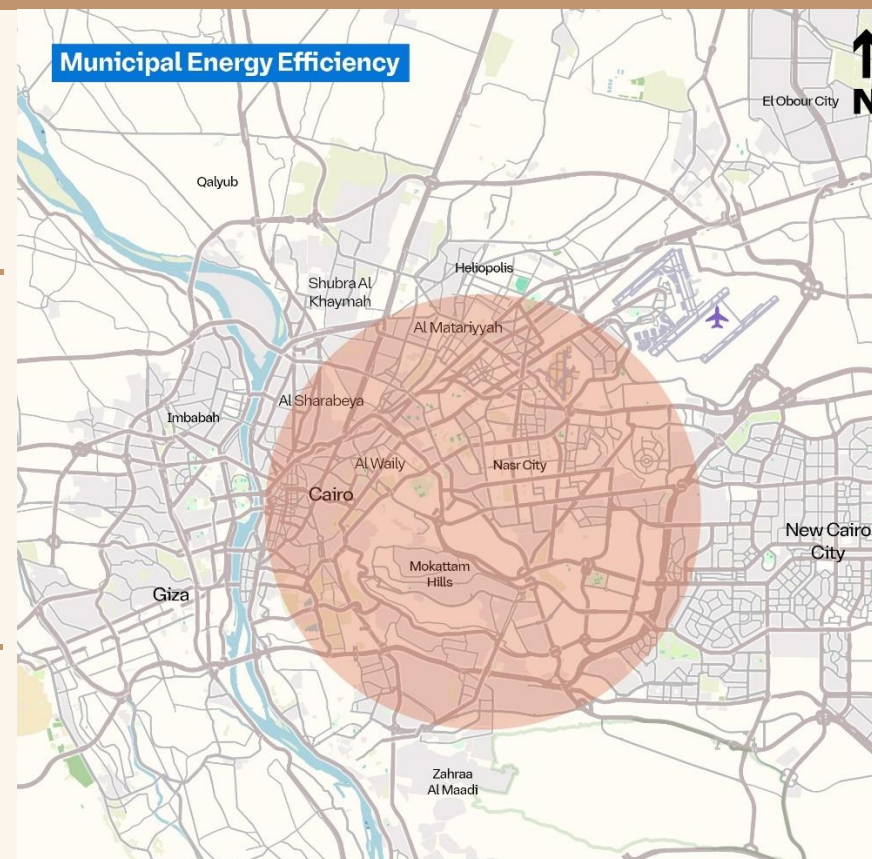 Municipal Energy Efficiency
N
El Obour City
Qalyub
Heliopolis
Shubra Al
Khaymah
Al Matariyyah
Al Sharabeya
Imbabah
Al Waily
Nasr City
Cairo
New Cairo
City
Mokattam
Hills
Giza
Zahraa
Al Maadi